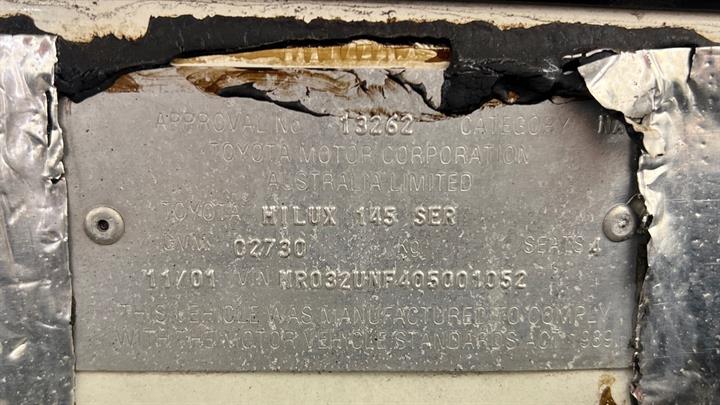 APPROVAL No 13262 CATEGORY NA
TOYOTA MOTOR CORPORATION
AUSTRALIA LIMITED
TOYOTA HILUX 145 SER
GVM 02730 KG SEATS 4
11/01 VIN MR032UNF405001052
THIS VEHICLE WAS MANUFACTURED TO COMPLY
WITH THE MOTOR VEHICLE STANDARDS ACT 1989